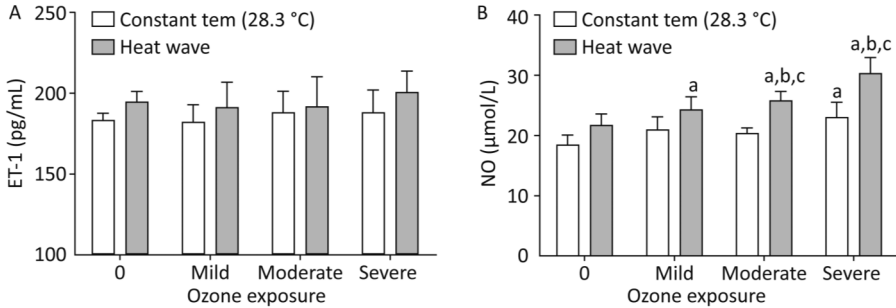 A
Constant tem (28.3 °C)
Heat wave
ET-1 (pg/mL)
250
200
150
100
0 Mild Moderate Severe
Ozone exposure
B
Constant tem (28.3 °C)
Heat wave
NO (μmol/L)
40
30
20
10
0
a
a,b,c
a
a,b,c
0 Mild Moderate Severe
Ozone exposure